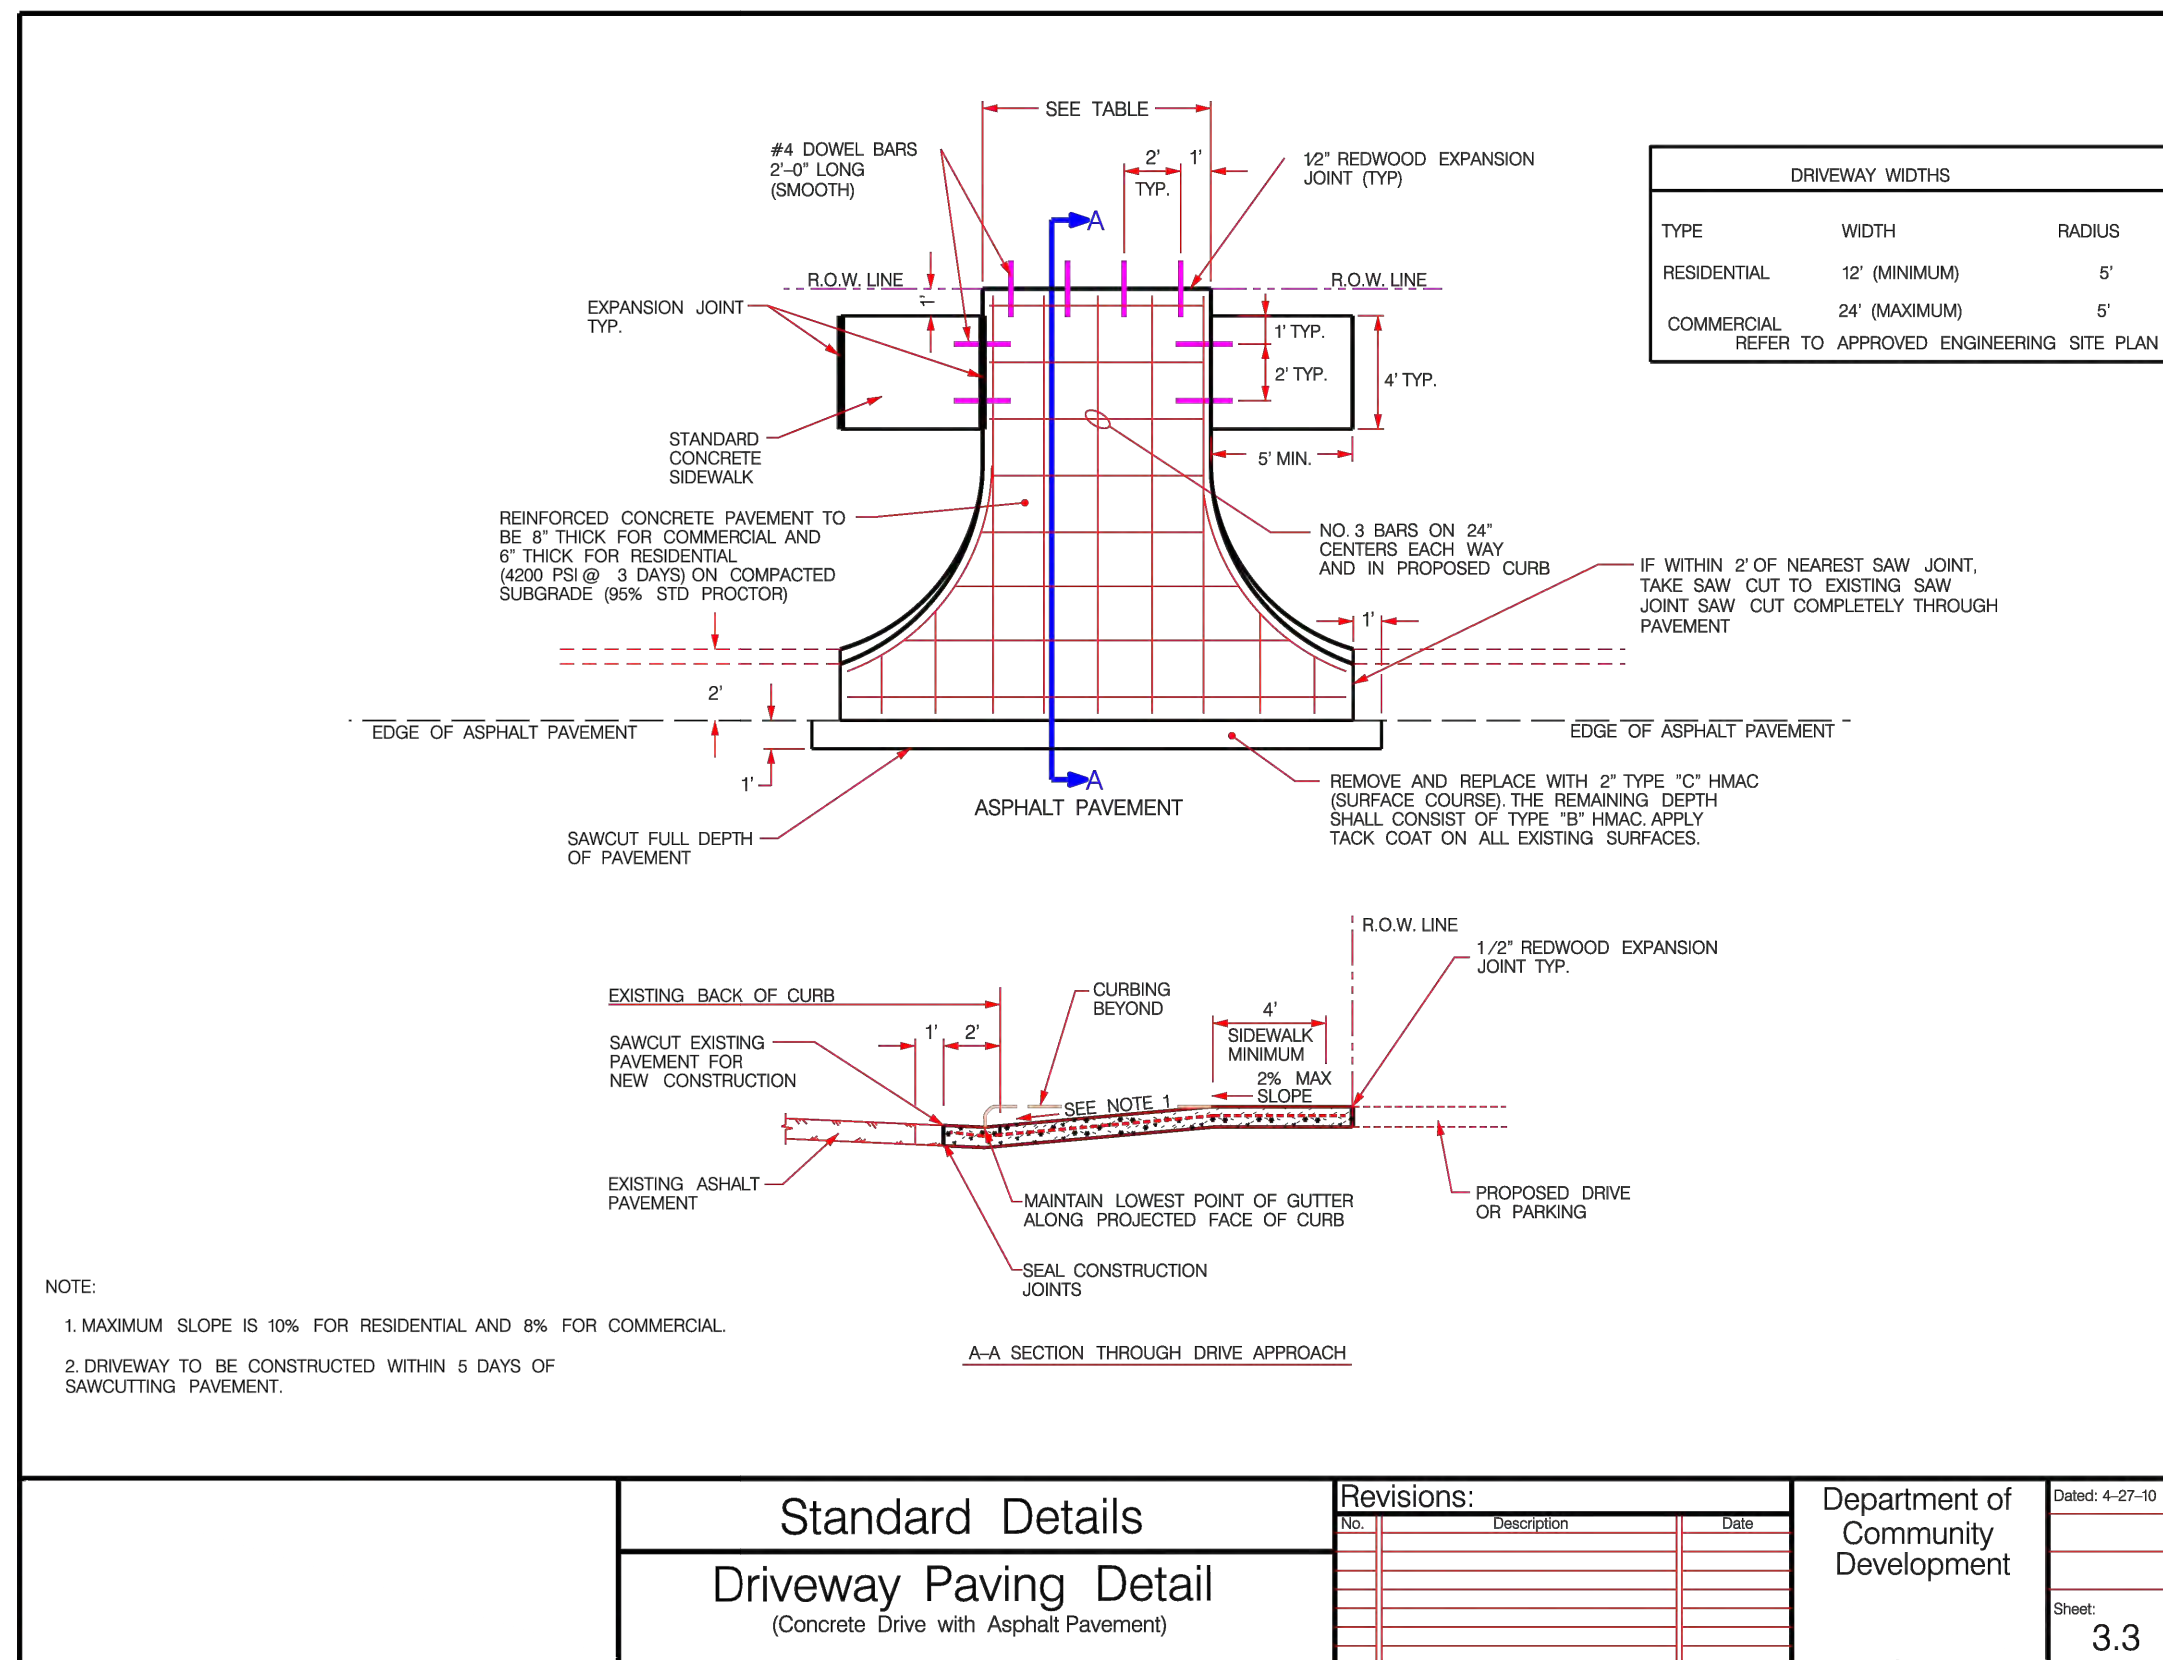 SEE TABLE
#4 DOWEL BARS
2'-0" LONG
(SMOOTH)
2'
TYP.
1'
1/2" REDWOOD EXPANSION
JOINT (TYP)
DRIVEWAY WIDTHS
TYPE WIDTH RADIUS
RESIDENTIAL 12' (MINIMUM) 5'
24' (MAXIMUM) 5'
COMMERCIAL
REFER TO APPROVED ENGINEERING SITE PLAN
A
R.O.W. LINE
R.O.W. LINE
1'
EXPANSION JOINT
TYP.
1' TYP.
2' TYP.
4' TYP.
STANDARD
CONCRETE
SIDEWALK
5' MIN.
REINFORCED CONCRETE PAVEMENT TO
BE 8" THICK FOR COMMERCIAL AND
6" THICK FOR RESIDENTIAL
(4200 PSI @ 3 DAYS) ON COMPACTED
SUBGRADE (95% STD PROCTOR)
NO. 3 BARS ON 24"
CENTERS EACH WAY
AND IN PROPOSED CURB
IF WITHIN 2' OF NEAREST SAW JOINT,
TAKE SAW CUT TO EXISTING SAW
JOINT SAW CUT COMPLETELY THROUGH
PAVEMENT
1'
2'
EDGE OF ASPHALT PAVEMENT
EDGE OF ASPHALT PAVEMENT
1'
A
ASPHALT PAVEMENT
REMOVE AND REPLACE WITH 2" TYPE "C" HMAC
(SURFACE COURSE). THE REMAINING DEPTH
SHALL CONSIST OF TYPE "B" HMAC. APPLY
TACK COAT ON ALL EXISTING SURFACES.
SAWCUT FULL DEPTH
OF PAVEMENT
R.O.W. LINE
1/2" REDWOOD EXPANSION
JOINT TYP.
EXISTING BACK OF CURB
CURBING
BEYOND
4'
SIDEWALK
MINIMUM
2% MAX
SLOPE
1'
2'
SAWCUT EXISTING
PAVEMENT FOR
NEW CONSTRUCTION
SEE NOTE 1
EXISTING ASHALT
PAVEMENT
MAINTAIN LOWEST POINT OF GUTTER
ALONG PROJECTED FACE OF CURB
PROPOSED DRIVE
OR PARKING
SEAL CONSTRUCTION
JOINTS
NOTE:
1. MAXIMUM SLOPE IS 10% FOR RESIDENTIAL AND 8% FOR COMMERCIAL.
2. DRIVEWAY TO BE CONSTRUCTED WITHIN 5 DAYS OF
SAWCUTTING PAVEMENT.
A-A SECTION THROUGH DRIVE APPROACH
Standard Details
Driveway Paving Detail
(Concrete Drive with Asphalt Pavement)
Revisions:
No. Description Date
Department of
Community
Development
Dated: 4-27-10
Sheet:
3.3